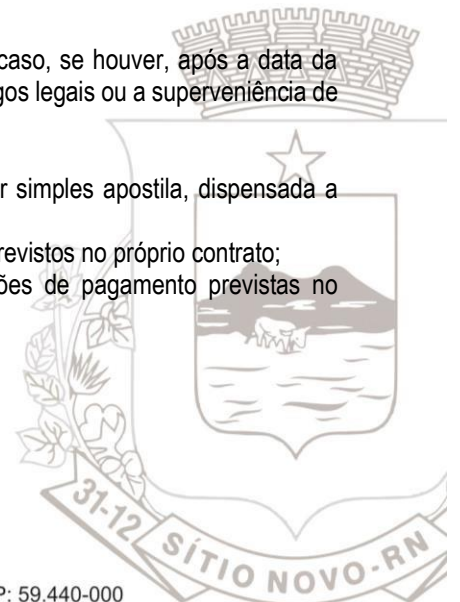 caso, se houver, após a data da
gos legais ou a superveniência de
r simples apostila, dispensada a
revistos no próprio contrato;
ões de pagamento previstas no
31-12
SÍTIO NOVO-RN
P: 59.440-000